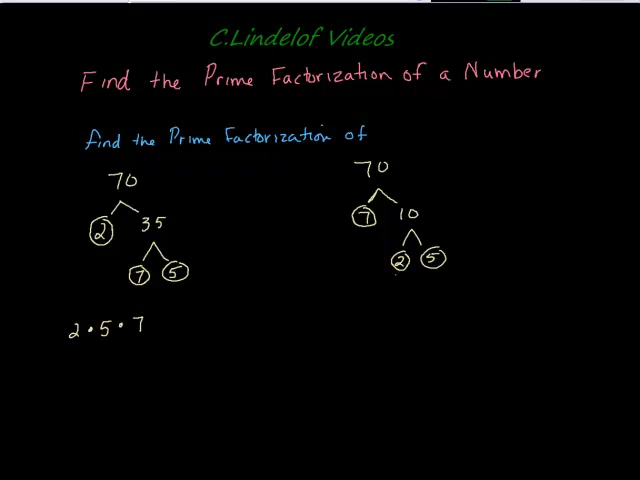 C.Lindelof Videos
Find the Prime Factorization of a Number
find the Prime Factorization of
70
2 35
7 5
2 • 5 • 7
70
7 10
2 5